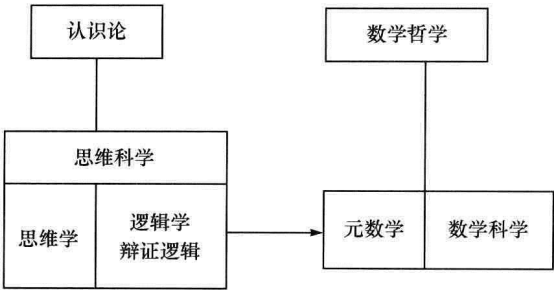 认识论
数学哲学
思维科学
思维学
逻辑学
辩证逻辑
元数学
数学科学